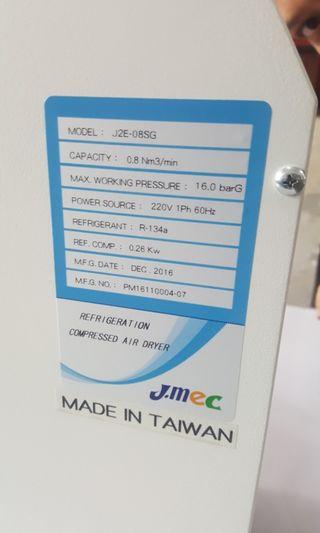 MODEL : J2E-08SG
CAPACITY : 0.8 Nm3/min
MAX. WORKING PRESSURE : 16.0 barG
POWER SOURCE : 220V 1Ph 60Hz
REFRIGERANT : R-134a
REF. COMP. : 0.26 Kw
M.F.G. DATE : DEC . 2016
M.F.G. NO. : PM16110004-07
REFRIGERATION
COMPRESSED AIR DRYER
J.mec
MADE IN TAIWAN